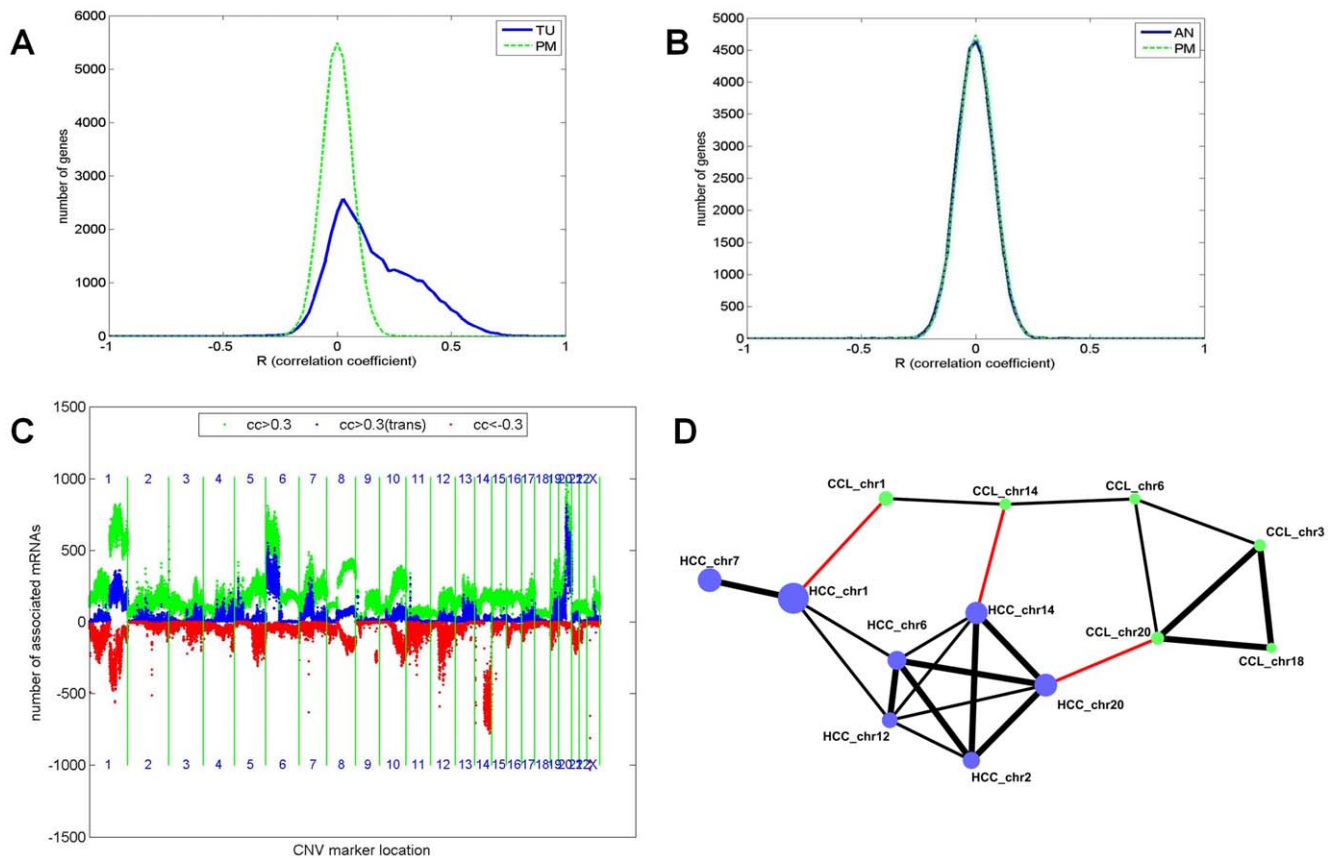 A
6000
5000
4000
3000
2000
1000
0
-1
-0.5
0
0.5
1
number of genes
R (correlation coefficient)
TU
PM
B
5000
4500
4000
3500
3000
2500
2000
1500
1000
500
0
-1
-0.5
0
0.5
1
number of genes
R (correlation coefficient)
AN
PM
C
1500
1000
500
0
-500
-1000
-1500
number of associated mRNAs
cc>0.3 cc>0.3(trans) cc<-0.3
1 2 3 4 5 6 7 8 9 10 11 12 13 14 15 16 17 18 19 20 21 22 X
1 2 3 4 5 6 7 8 9 10 11 12 13 14 15 16 17 18 19 20 21 22 X
CNV marker location
D
CCL_chr1
CCL_chr14
CCL_chr6
CCL_chr3
HCC_chr7
HCC_chr1
HCC_chr14
HCC_chr6
CCL_chr20
CCL_chr18
HCC_chr20
HCC_chr12
HCC_chr2